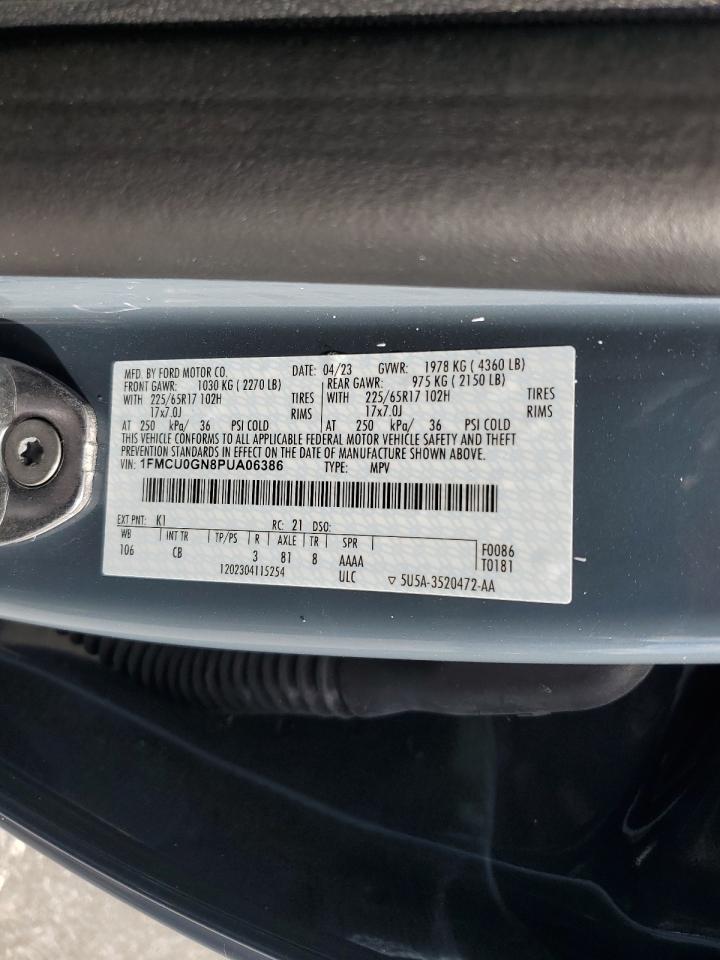 MFD. BY FORD MOTOR CO. DATE: 04/23 GVWR: 1978 KG ( 4360 LB)
FRONT GAWR: 1030 KG ( 2270 LB) REAR GAWR: 975 KG ( 2150 LB)
WITH 225/65R17 102H TIRES WITH 225/65R17 102H TIRES
17x7.0J RIMS 17x7.0J RIMS
AT 250 kPa/ 36 PSI COLD AT 250 kPa/ 36 PSI COLD
THIS VEHICLE CONFORMS TO ALL APPLICABLE FEDERAL MOTOR VEHICLE SAFETY AND THEFT
PREVENTION STANDARDS IN EFFECT ON THE DATE OF MANUFACTURE SHOWN ABOVE.
VIN: 1FMCU0GN8PUA06386 TYPE: MPV
EXT PNT: K1 RC: 21 DSO:
WB INT TR TP/PS R AXLE TR SPR F0086
106 CB 3 81 8 AAAA T0181
1202304115254 ULC ▽ 5U5A-3520472-AA